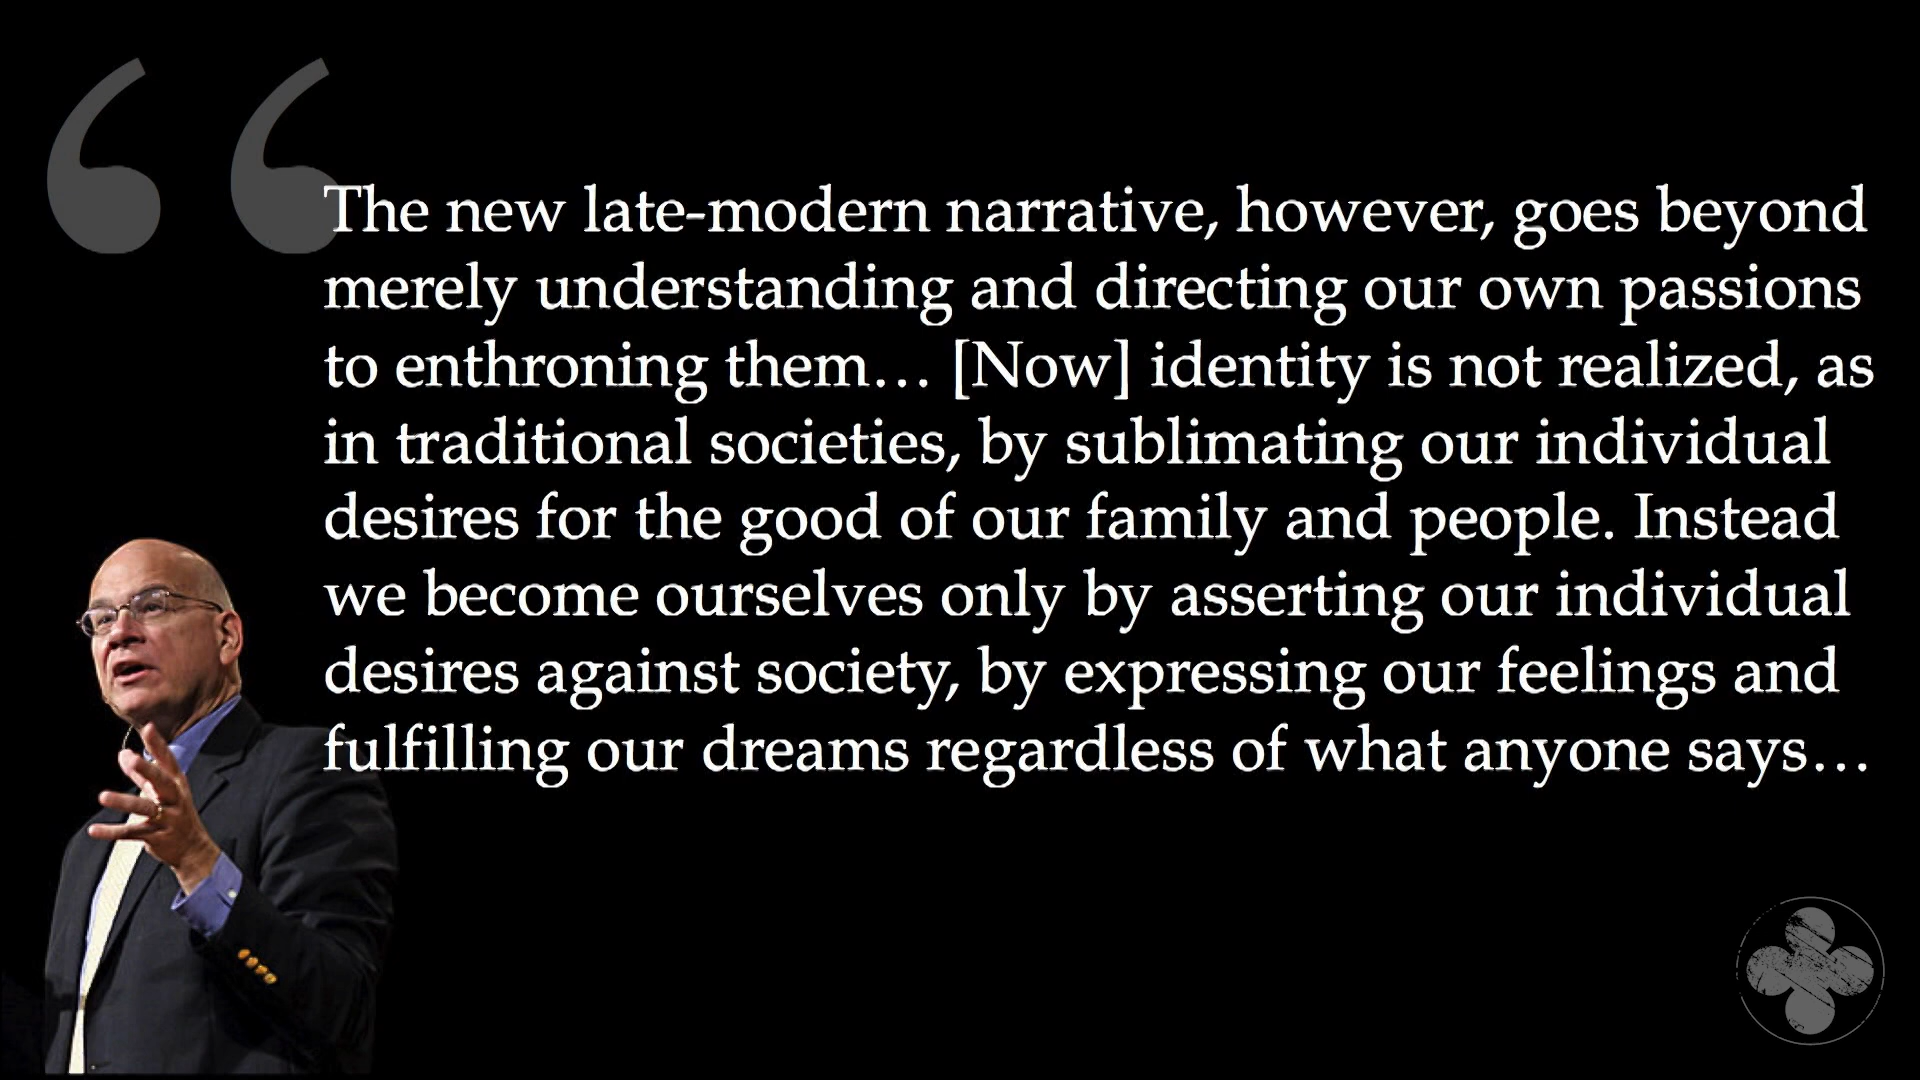 “
The new late-modern narrative, however, goes beyond
merely understanding and directing our own passions
to enthroning them… [Now] identity is not realized, as
in traditional societies, by sublimating our individual
desires for the good of our family and people. Instead
we become ourselves only by asserting our individual
desires against society, by expressing our feelings and
fulfilling our dreams regardless of what anyone says…